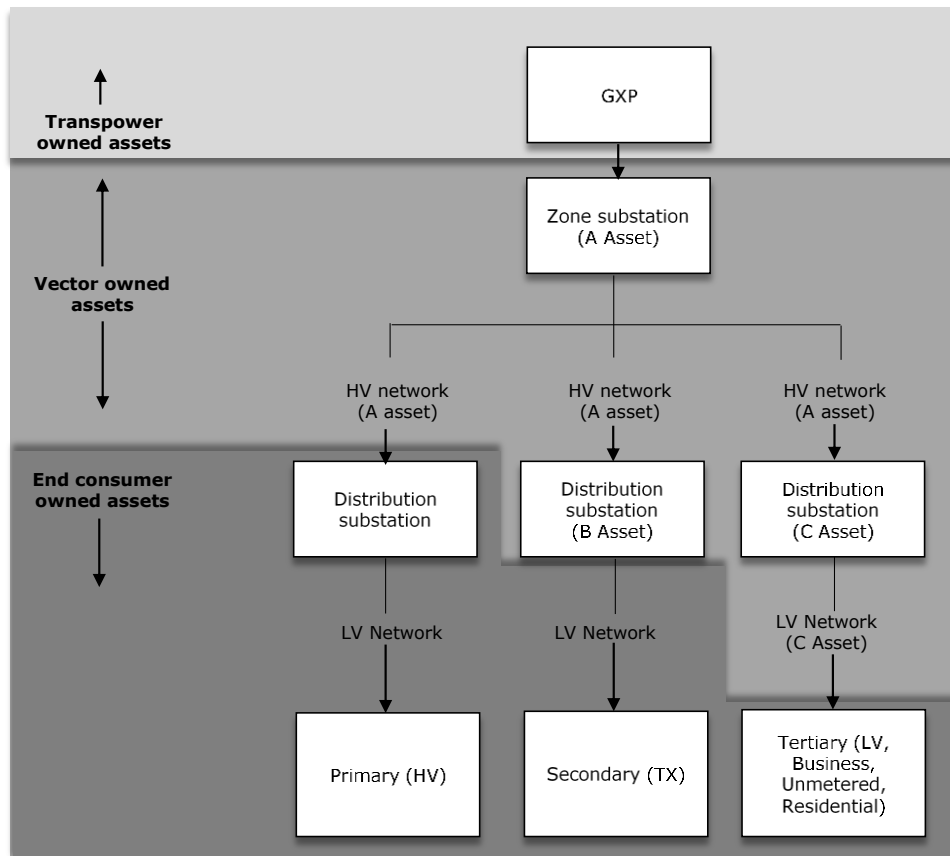 GXP
Transpower
owned assets
Zone substation
(A Asset)
Vector owned
assets
HV network
(A asset)
HV network
(A asset)
HV network
(A asset)
End consumer
owned assets
Distribution
substation
Distribution
substation
(B Asset)
Distribution
substation
(C Asset)
LV Network
LV Network
LV Network
(C Asset)
Primary (HV)
Secondary (TX)
Tertiary (LV,
Business,
Unmetered,
Residential)